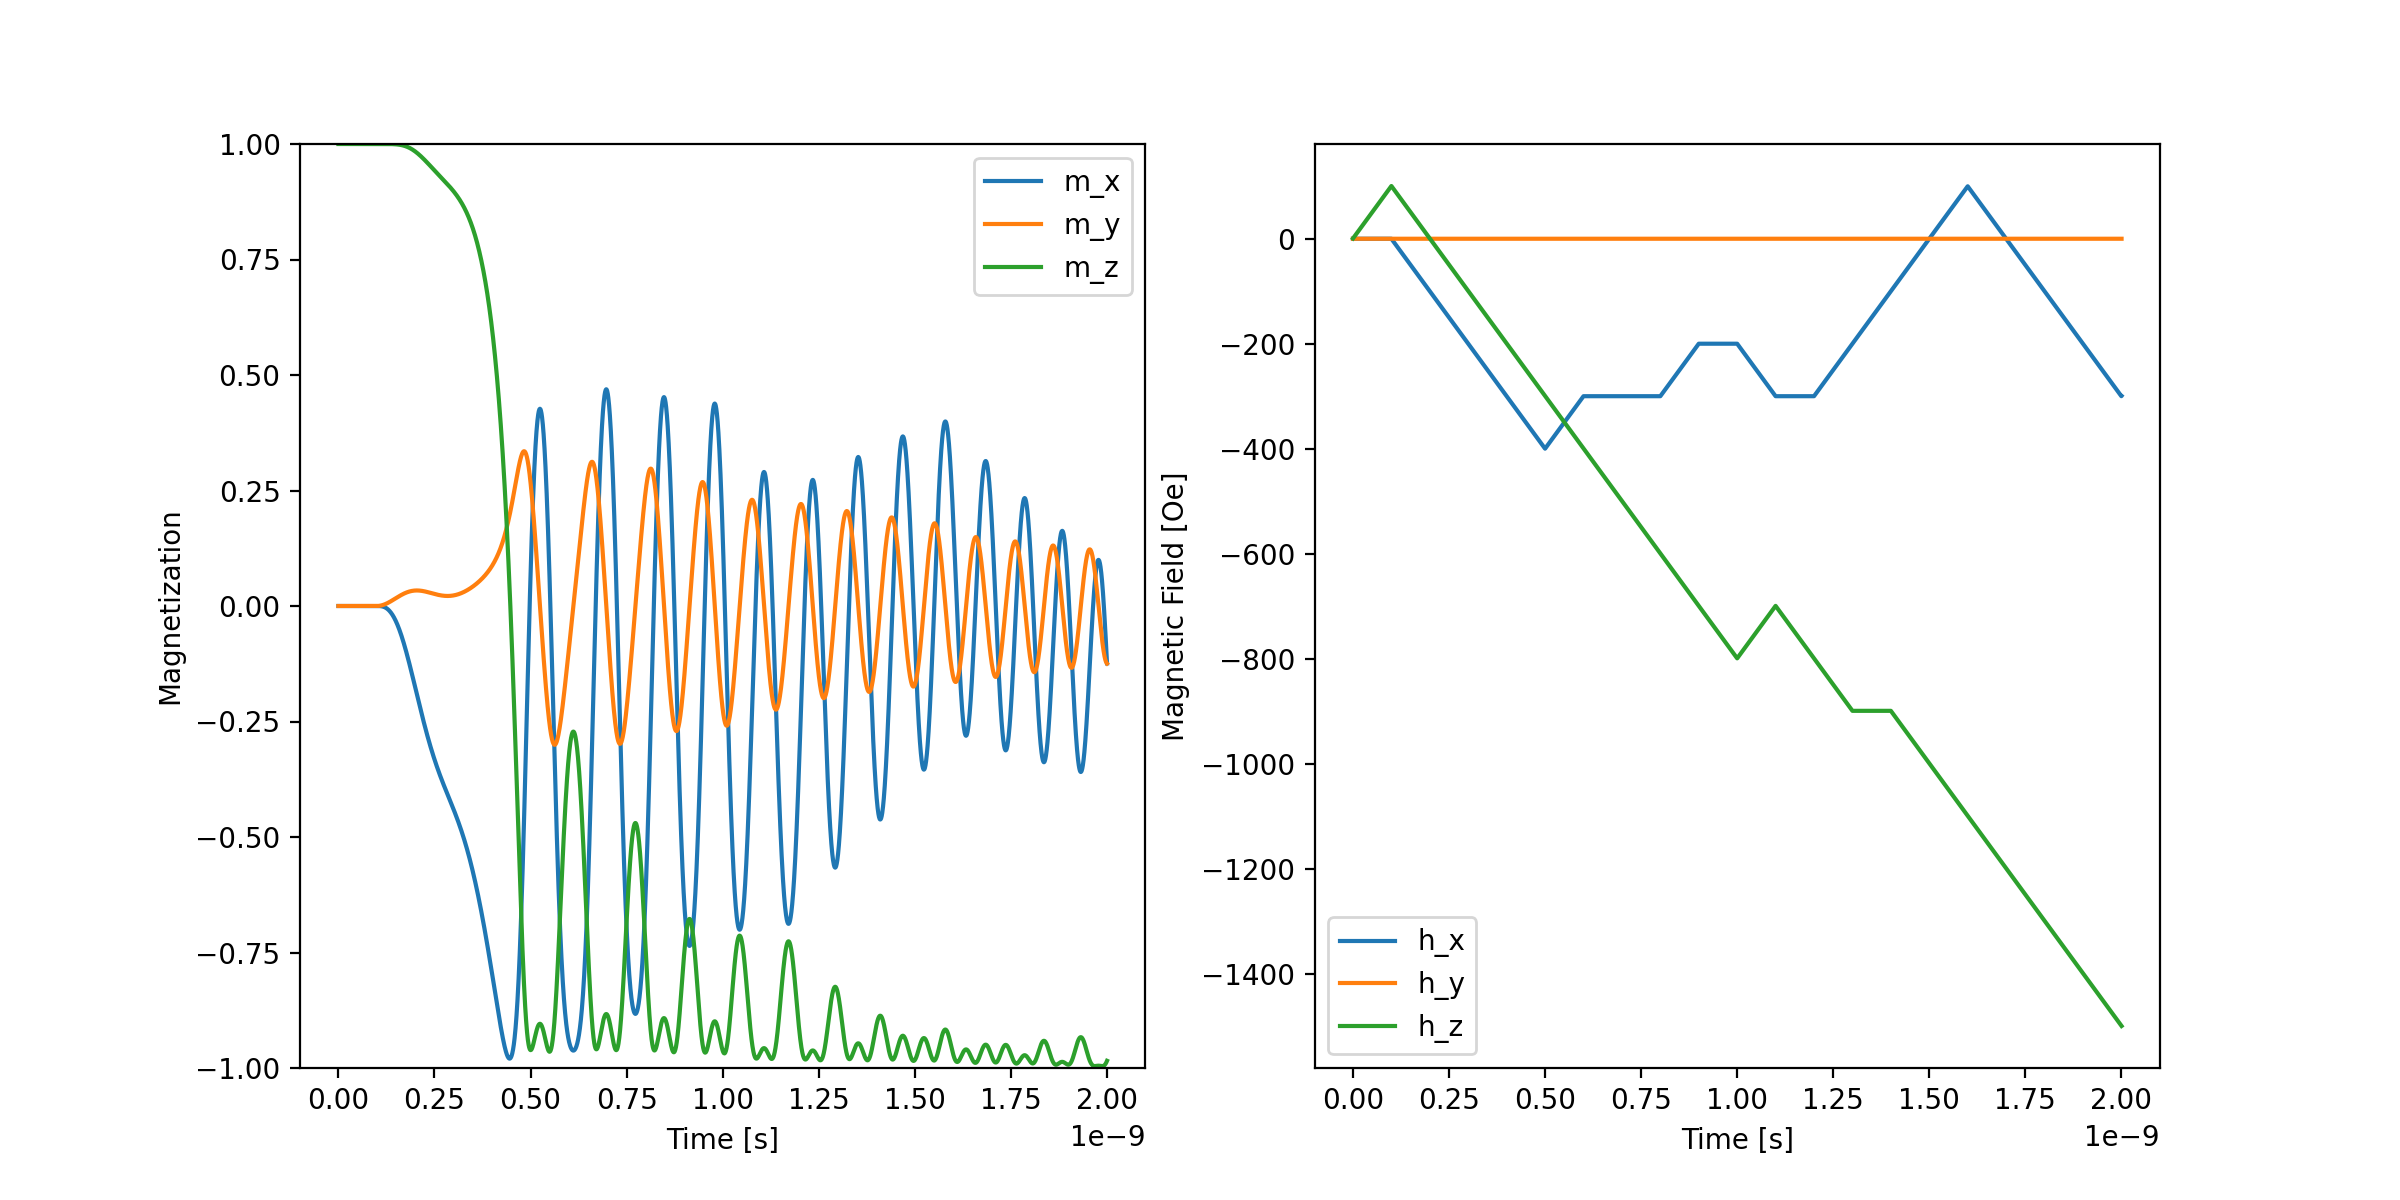 1.00
0.75
0.50
0.25
0.00
−0.25
−0.50
−0.75
−1.00
Magnetization
m_x
m_y
m_z
0.00 0.25 0.50 0.75 1.00 1.25 1.50 1.75 2.00
Time [s]
1e−9
0
−200
−400
−600
−800
−1000
−1200
−1400
Magnetic Field [Oe]
h_x
h_y
h_z
0.00 0.25 0.50 0.75 1.00 1.25 1.50 1.75 2.00
Time [s]
1e−9